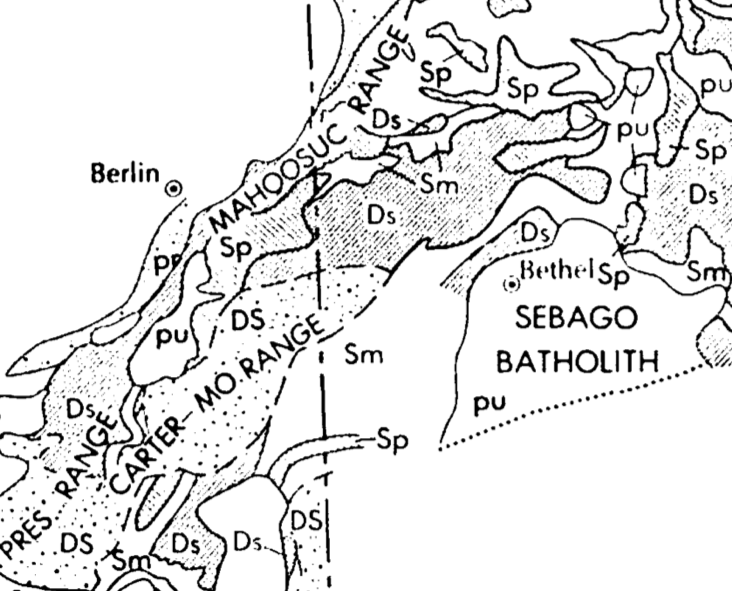 Sp
Sp
pu
MAHOOSUC RANGE
Ds
pu
Sp
Berlin
Sm
Ds
Ds
Ds
Sp
Bethel
Sp
Sm
pu
DS
SEBAGO
BATHOLITH
Sm
pu
CARTER-MO RANGE
Ds
Sp
PRES. RANGE
DS
DS
Sm
Ds
Ds